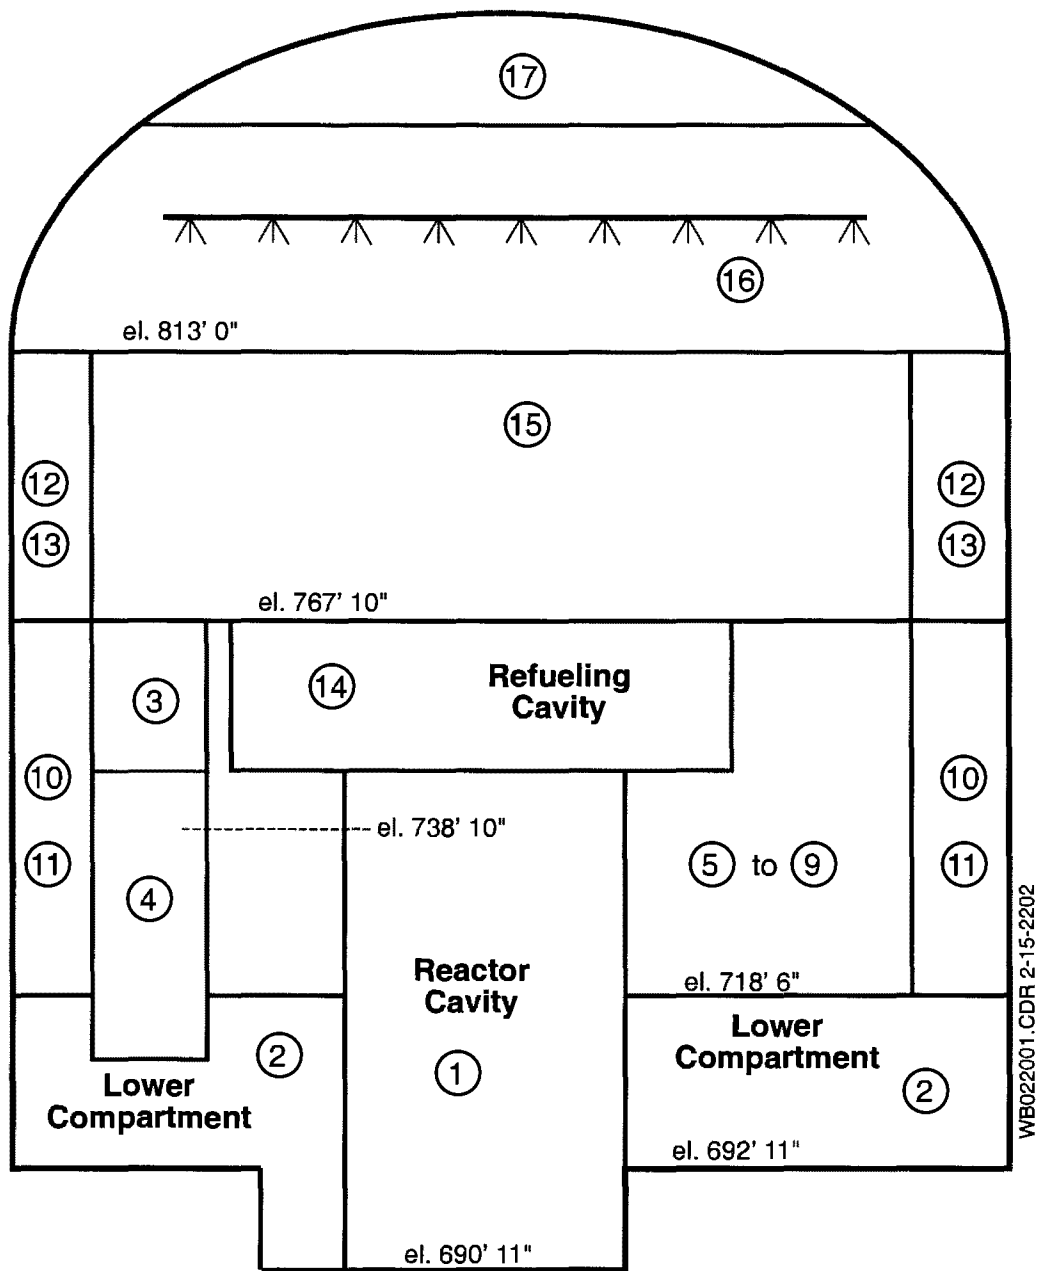 17
16
el. 813' 0"
15
12
12
13
13
el. 767' 10"
3
14
Refueling
Cavity
10
10
el. 738' 10"
11
5 to 9
11
4
Reactor
Cavity
el. 718' 6"
Lower
Compartment
2
1
2
Lower
Compartment
el. 692' 11"
el. 690' 11"
WB022001.CDR 2-15-2202